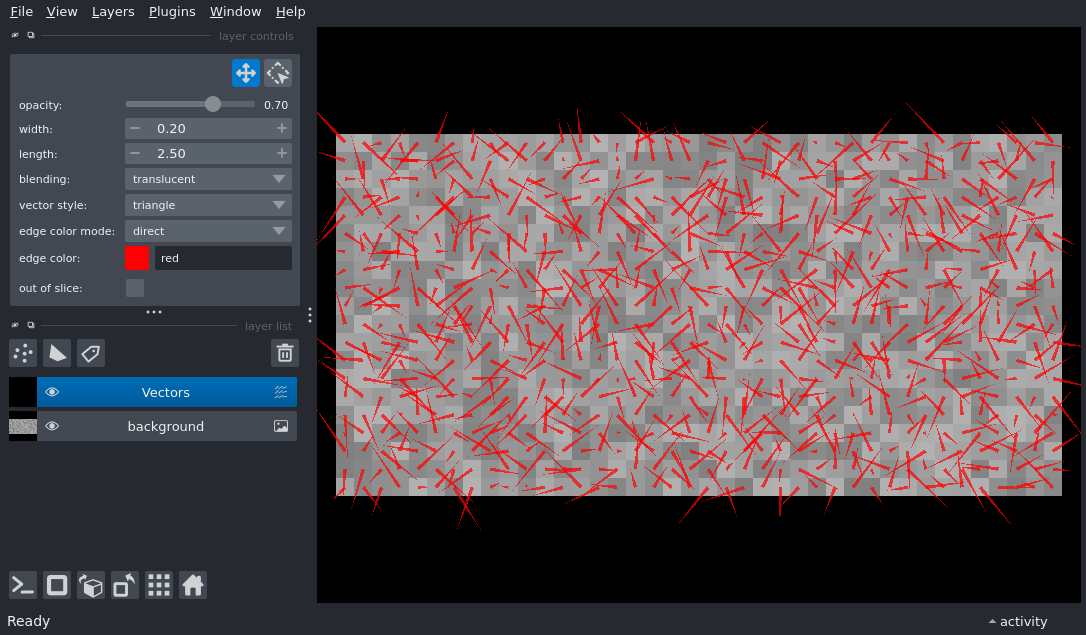 File View Layers Plugins Window Help
layer controls
opacity: 0.70
width: 0.20
length: 2.50
blending: translucent
vector style: triangle
edge color mode: direct
edge color: red
out of slice:
layer list
Vectors
background
Ready
activity